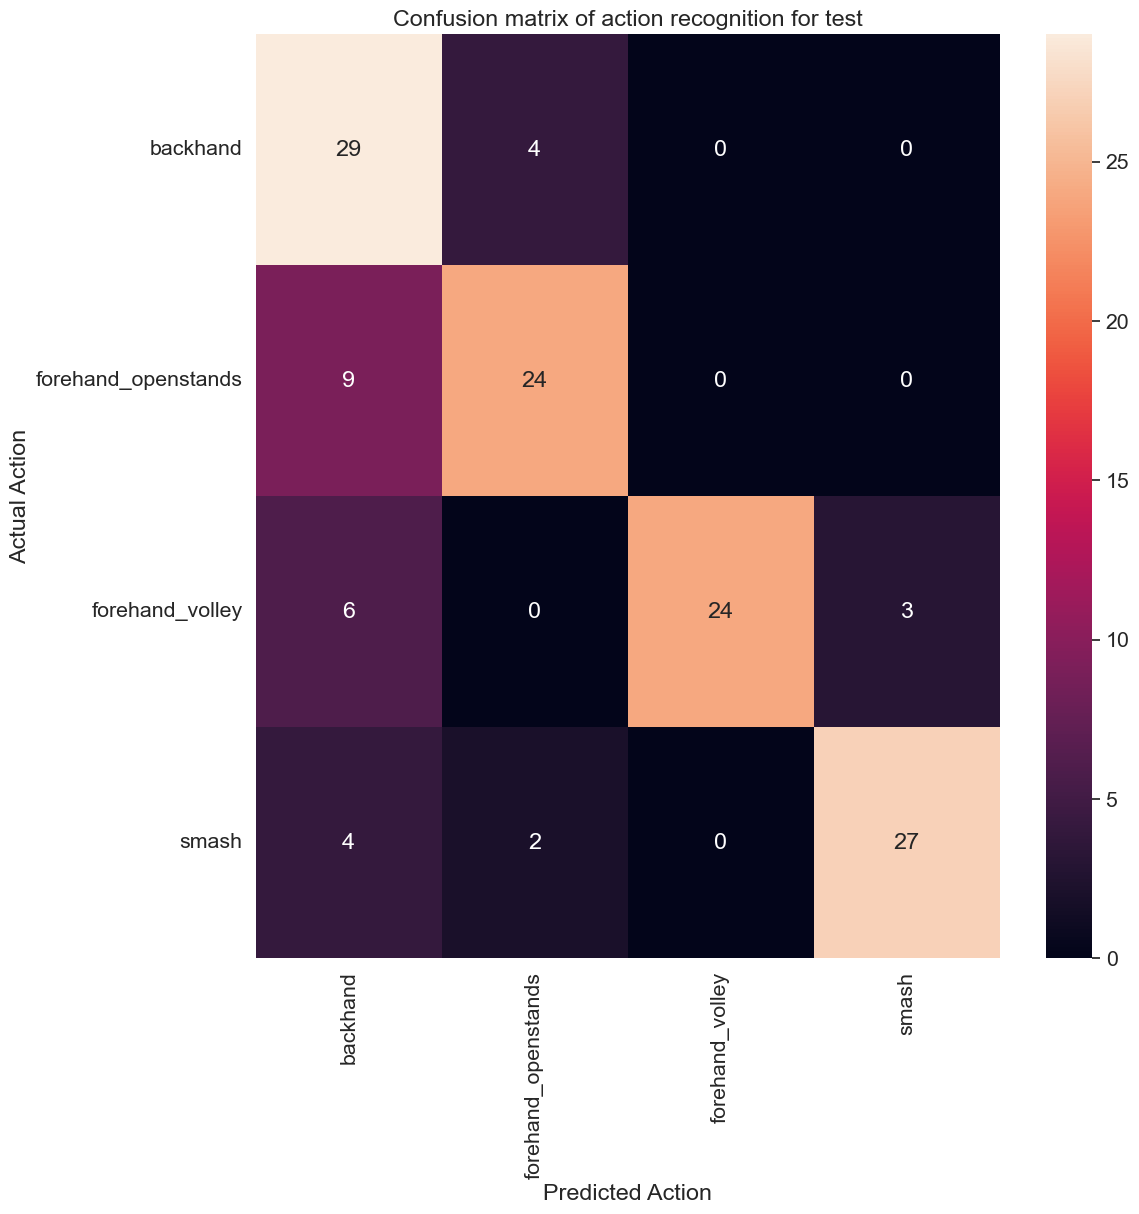 Confusion matrix of action recognition for test
backhand
29 4 0 0
forehand_openstands
9 24 0 0
forehand_volley
6 0 24 3
smash
4 2 0 27
Actual Action
backhand
forehand_openstands
forehand_volley
smash
Predicted Action
25
20
15
10
5
0